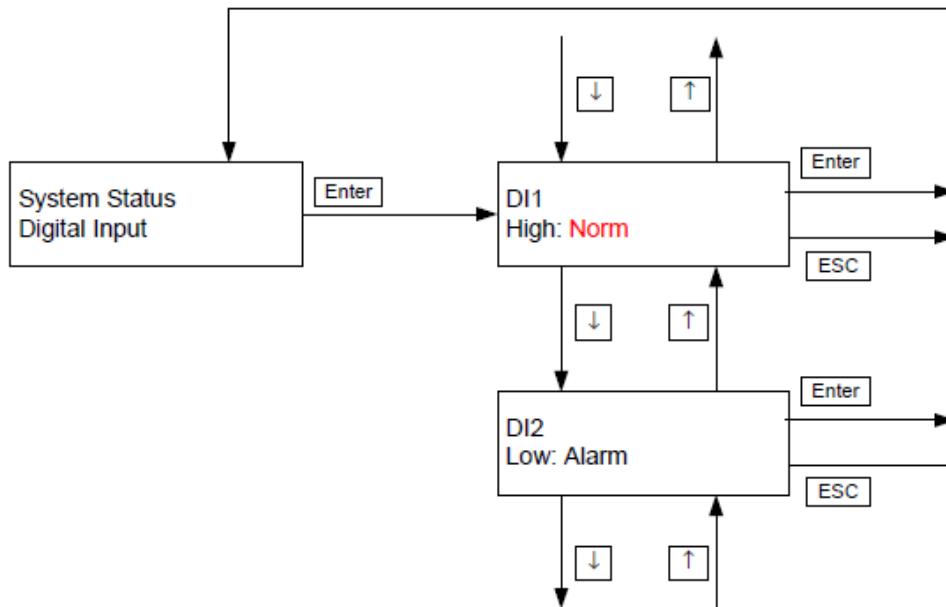 ↓
↑
System Status
Digital Input
Enter
DI1
High: Norm
Enter
ESC
↓
↑
DI2
Low: Alarm
Enter
ESC
↓
↑